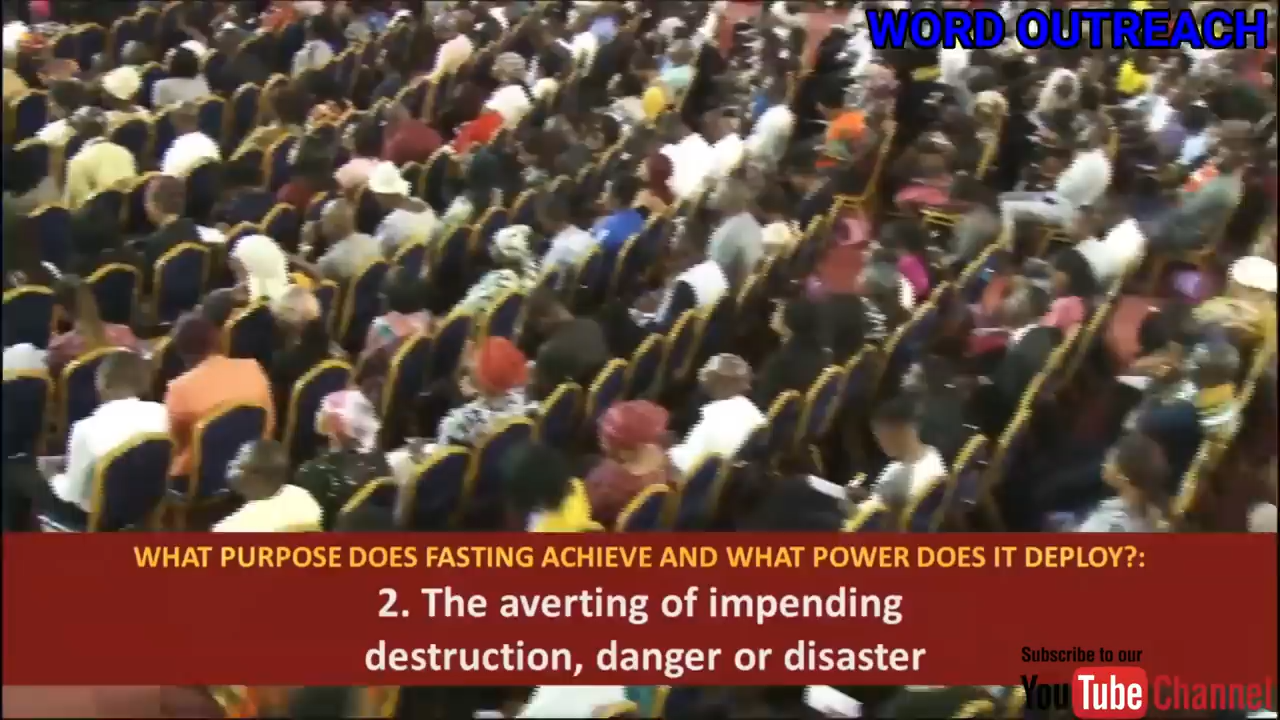 WORD OUTREACH
WHAT PURPOSE DOES FASTING ACHIEVE AND WHAT POWER DOES IT DEPLOY?:
2. The averting of impending
destruction, danger or disaster
Subscribe to our
YouTube Channel